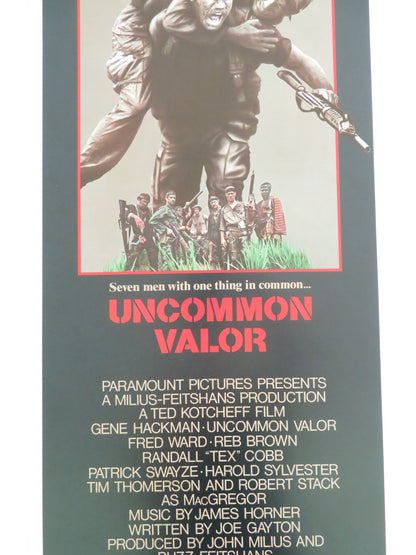 Seven men with one thing in common...
UNCOMMON
VALOR
PARAMOUNT PICTURES PRESENTS
A MILIUS-FEITSHANS PRODUCTION
A TED KOTCHEFF FILM
GENE HACKMAN·UNCOMMON VALOR
FRED WARD·REB BROWN
RANDALL "TEX" COBB
PATRICK SWAYZE·HAROLD SYLVESTER
TIM THOMERSON AND ROBERT STACK
AS MACGREGOR
MUSIC BY JAMES HORNER
WRITTEN BY JOE GAYTON
PRODUCED BY JOHN MILIUS AND
BUZZ FEITSHANS